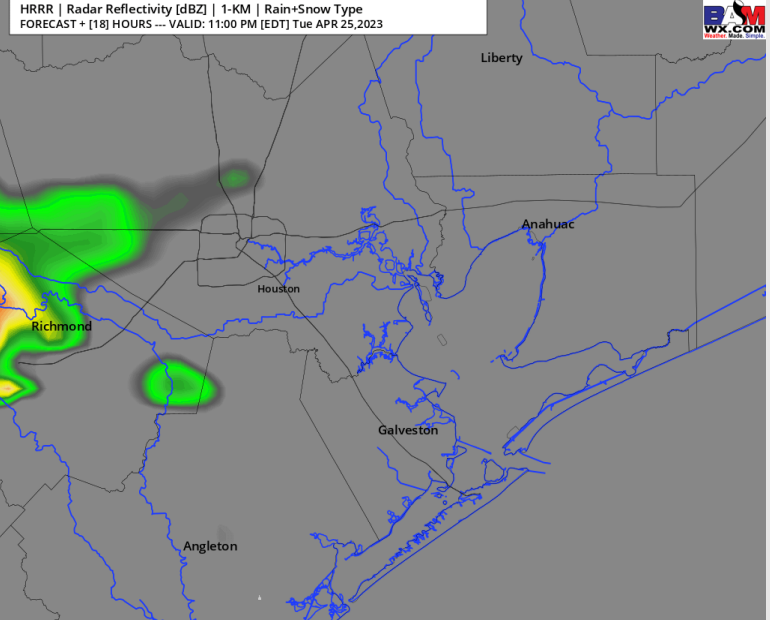 HRRR | Radar Reflectivity [dBZ] | 1-KM | Rain+Snow Type
FORECAST + [18] HOURS --- VALID: 11:00 PM [EDT] Tue APR 25,2023
BAM
WX.COM
Weather. Made. Simple.
Liberty
Anahuac
Houston
Richmond
Galveston
Angleton